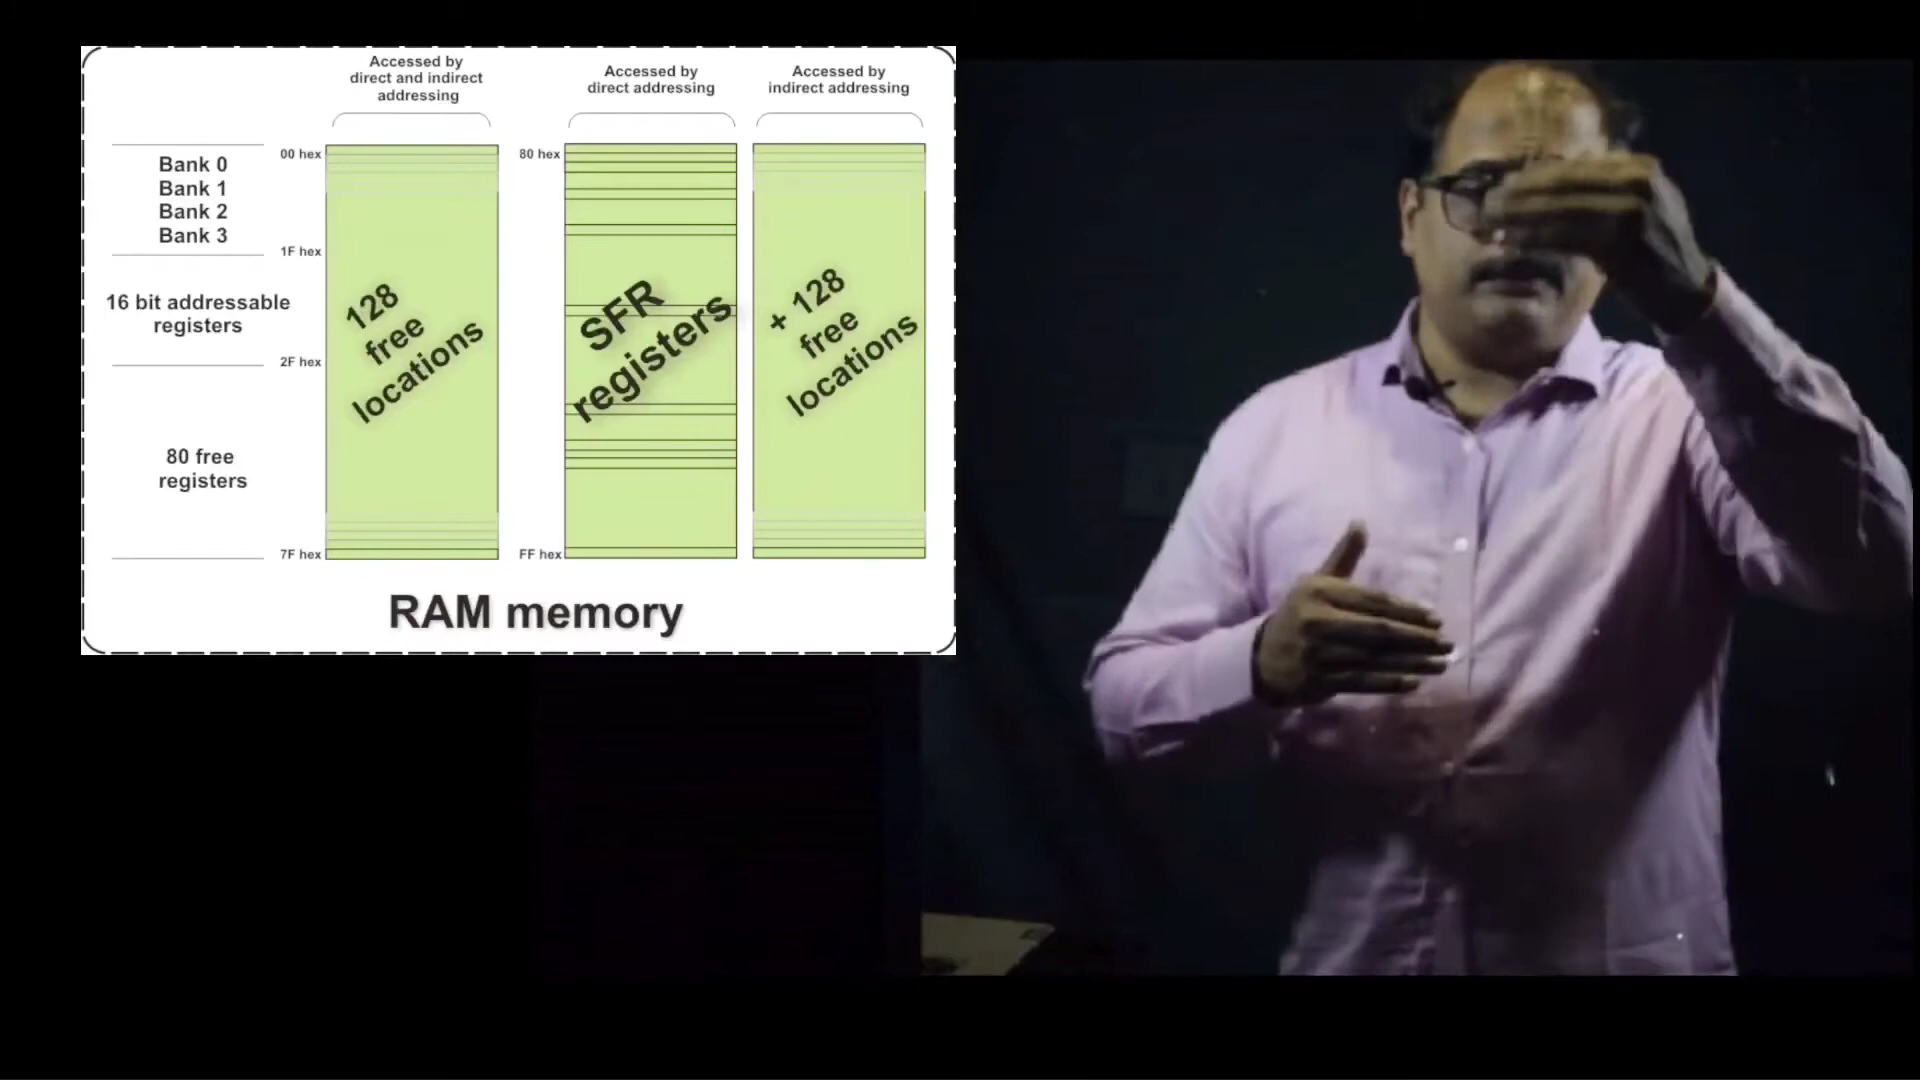 Accessed by
direct and indirect
addressing
Accessed by
direct addressing
Accessed by
indirect addressing
00 hex
80 hex
Bank 0
Bank 1
Bank 2
Bank 3
1F hex
16 bit addressable
registers
2F hex
80 free
registers
7F hex
FF hex
128
free
locations
SFR
registers
+ 128
free
locations
RAM memory